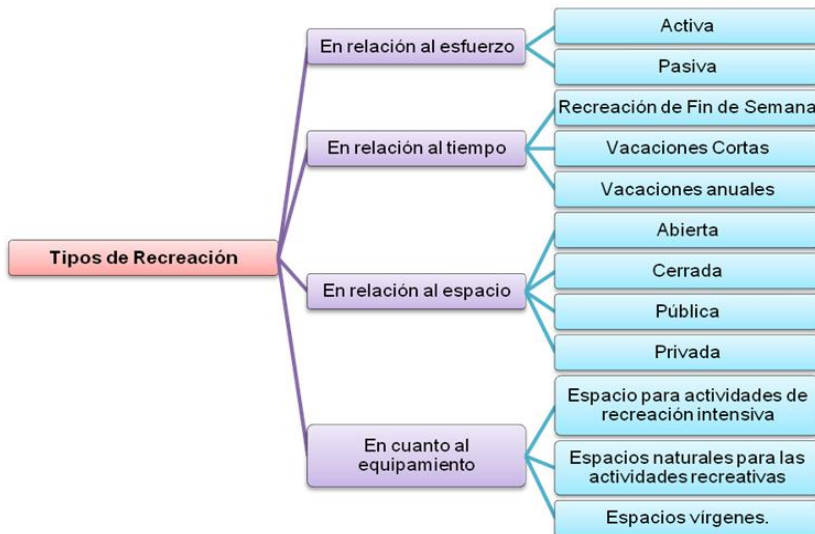 Tipos de Recreación
En relación al esfuerzo
Activa
Pasiva
En relación al tiempo
Recreación de Fin de Semana
Vacaciones Cortas
Vacaciones anuales
En relación al espacio
Abierta
Cerrada
Pública
Privada
En cuanto al
equipamiento
Espacio para actividades de
recreación intensiva
Espacios naturales para las
actividades recreativas
Espacios vírgenes.